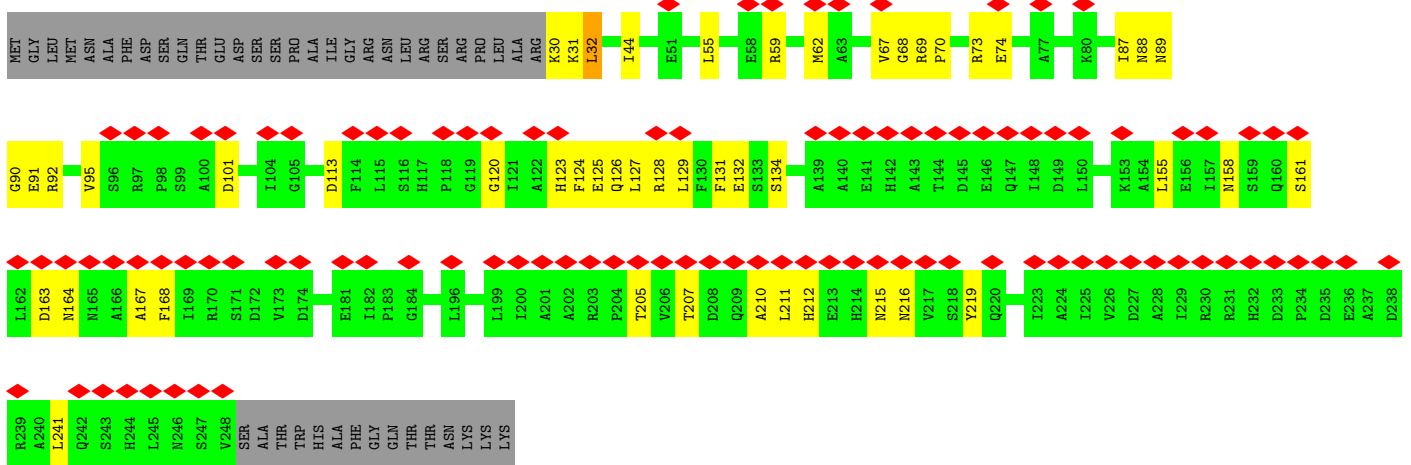 MET GLY LEU MET ASN ALA PHE ASP SER GLN THR GLU ASP SER SER PRO ALA ILE GLY ARG ASN LEU ARG SER ARG PRO LEU ALA ARG K30 K31 L32 I44 E51 L55 E58 R59 M62 A63 V67 G68 R69 P70 R73 E74 A77 K80 I87 N88 N89
G90 E91 R92 V95 S96 R97 P98 S99 A100 D101 I104 G105 D113 F114 L115 S116 H117 P118 G119 G120 I121 A122 H123 F124 E125 Q126 L127 R128 L129 F130 F131 E132 S133 S134 A139 A140 E141 H142 A143 T144 D145 E146 Q147 I148 D149 L150 K153 A154 L155 E156 I157 N158 S159 Q160 S161
L162 D163 N164 N165 A166 A167 F168 I169 R170 S171 D172 V173 D174 E181 I182 P183 G184 L196 L199 I200 A201 A202 R203 P204 T205 V206 T207 D208 Q209 A210 L211 H212 E213 H214 N215 N216 V217 S218 Y219 Q220 I223 A224 I225 V226 D227 A228 I229 R230 R231 H232 D233 P234 D235 E236 A237 D238
R239 A240 L241 Q242 S243 H244 L245 N246 S247 V248 SER ALA THR TRP HIS ALA PHE GLY GLN THR THR ASN LYS LYS LYS